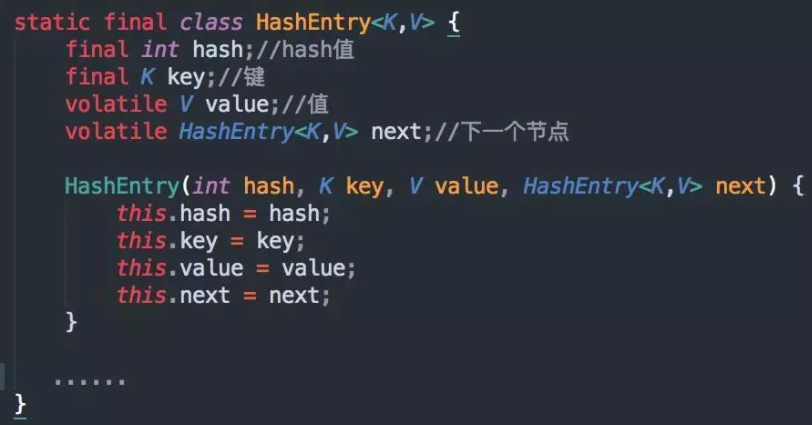 static final class HashEntry<K,V> {
final int hash;//hash值
final K key;//键
volatile V value;//值
volatile HashEntry<K,V> next;//下一个节点
HashEntry(int hash, K key, V value, HashEntry<K,V> next) {
this.hash = hash;
this.key = key;
this.value = value;
this.next = next;
}
......
}